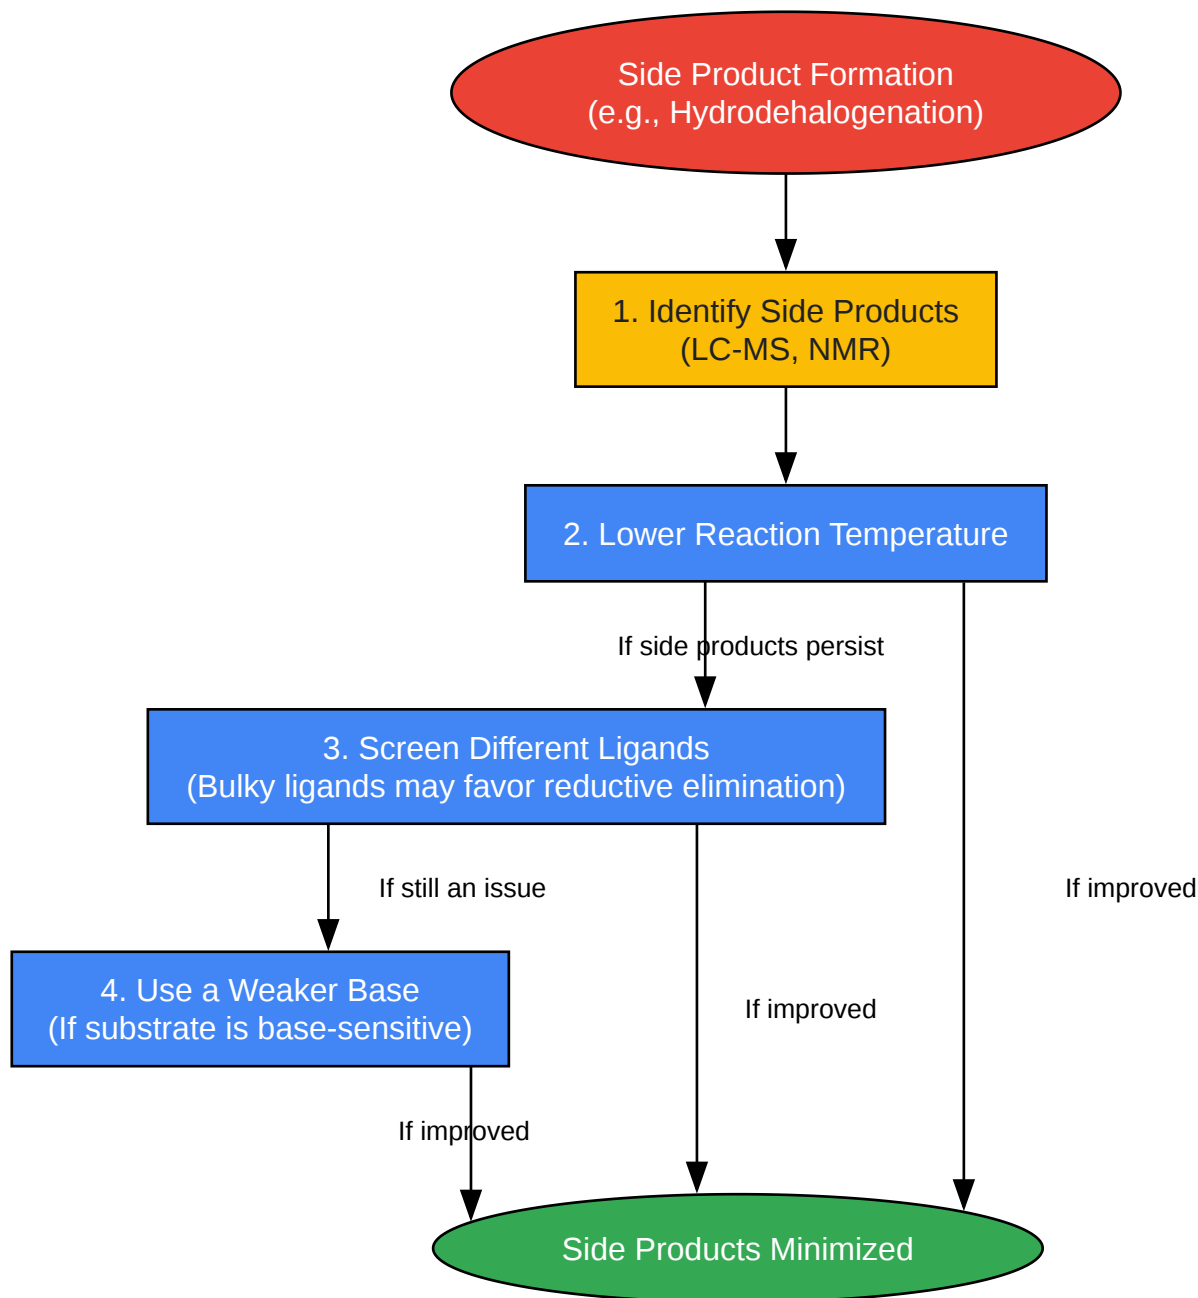 Side Product Formation
(e.g., Hydrodehalogenation)
1. Identify Side Products
(LC-MS, NMR)
2. Lower Reaction Temperature
If side products persist
3. Screen Different Ligands
(Bulky ligands may favor reductive elimination)
If still an issue
If improved
4. Use a Weaker Base
(If substrate is base-sensitive)
If improved
If improved
Side Products Minimized